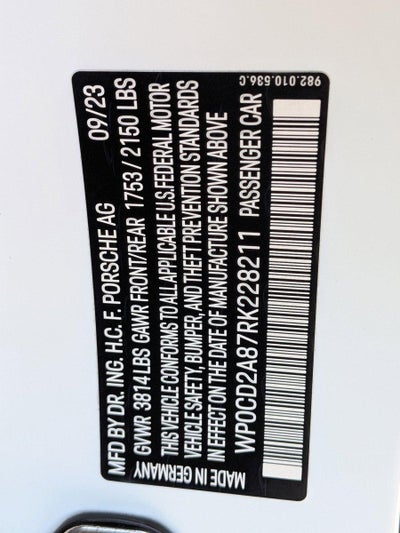 MFD BY DR. ING. H.C. F. PORSCHE AG 09/23
GVWR 3814 LBS GAWR FRONT/REAR 1753 / 2150 LBS
THIS VEHICLE CONFORMS TO ALL APPLICABLE U.S. FEDERAL MOTOR
VEHICLE SAFETY, BUMPER, AND THEFT PREVENTION STANDARDS
IN EFFECT ON THE DATE OF MANUFACTURE SHOWN ABOVE
WP0CD2A87RK228211 PASSENGER CAR
MADE IN GERMANY
982.010.536.C